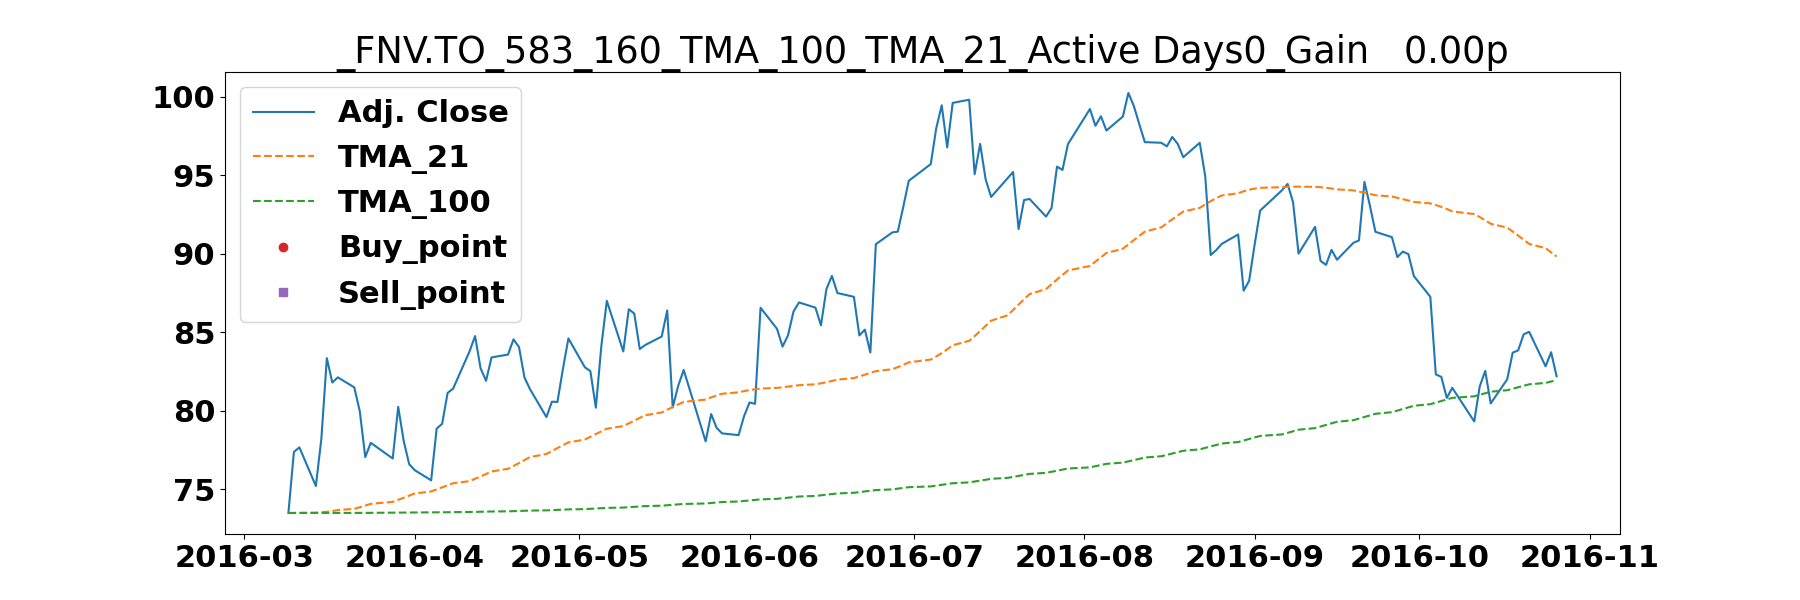 _FNV.TO_583_160_TMA_100_TMA_21_Active Days0_Gain   0.00p
100
95
90
85
80
75
Adj. Close
TMA_21
TMA_100
Buy_point
Sell_point
2016-03 2016-04 2016-05 2016-06 2016-07 2016-08 2016-09 2016-10 2016-11